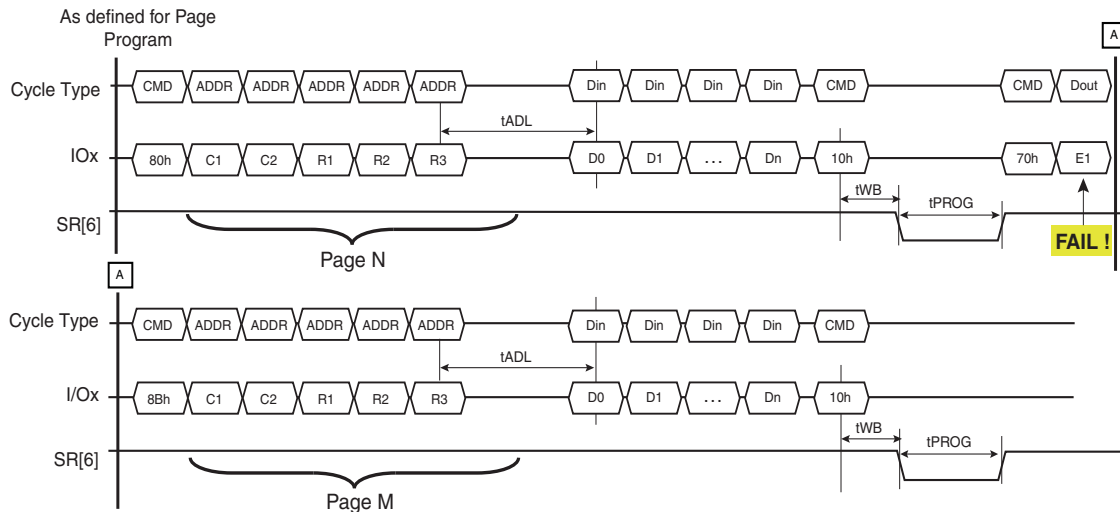 As defined for Page
Program
A
Cycle Type CMD ADDR ADDR ADDR ADDR ADDR Din Din Din Din CMD CMD Dout
tADL
IOx 80h C1 C2 R1 R2 R3 D0 D1 ... Dn 10h 70h E1
tWB tPROG
SR[6]
FAIL !
Page N
A
Cycle Type CMD ADDR ADDR ADDR ADDR ADDR Din Din Din Din CMD
tADL
I/Ox 8Bh C1 C2 R1 R2 R3 D0 D1 ... Dn 10h
tWB tPROG
SR[6]
Page M